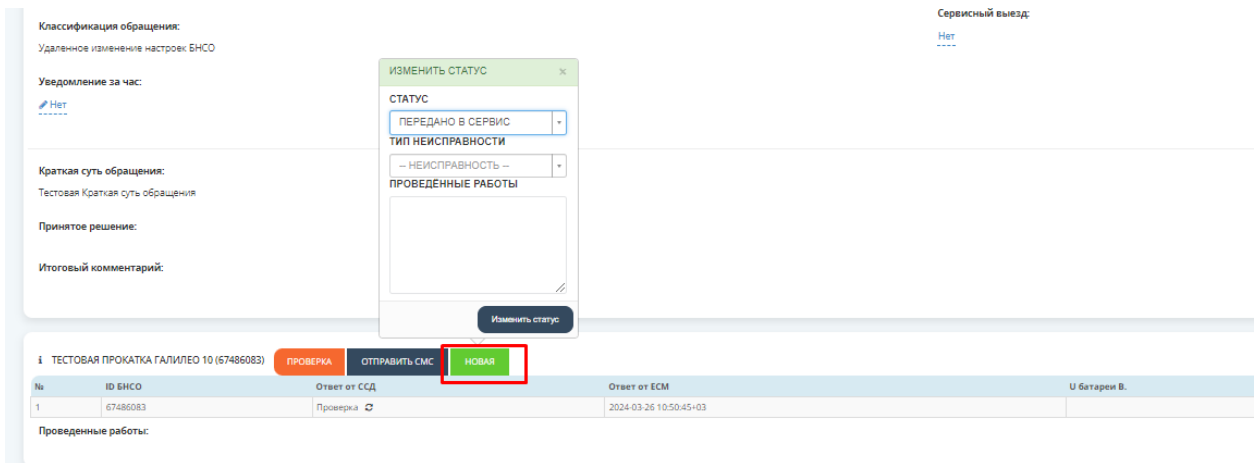 Сервисный выезд:
Классификация обращения:
Нет
Удаленное изменение настроек БНСО
ИЗМЕНИТЬ СТАТУС ×
Уведомление за час:
СТАТУС
Нет
ПЕРЕДАНО В СЕРВИС
ТИП НЕИСПРАВНОСТИ
-- НЕИСПРАВНОСТЬ --
Краткая суть обращения:
ПРОВЕДЁННЫЕ РАБОТЫ
Тестовая Краткая суть обращения
Принятое решение:
Итоговый комментарий:
Изменить статус
i ТЕСТОВАЯ ПРОКАТКА ГАЛИЛЕО 10 (67486083) ПРОВЕРКА ОТПРАВИТЬ СМС НОВАЯ
№ ID БНСО Ответ от ССД Ответ от ЕСМ U батареи В.
1 67486083 Проверка 2024-03-26 10:50:45+03
Проведенные работы: